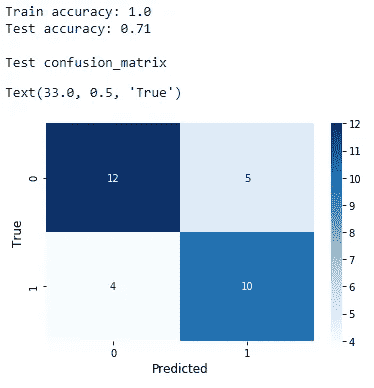 Train accuracy: 1.0
Test accuracy: 0.71
Test confusion_matrix
Text(33.0, 0.5, 'True')
12
12 5
11
10
9
8
7
4 10
6
5
4
0
1
True
0 1
Predicted